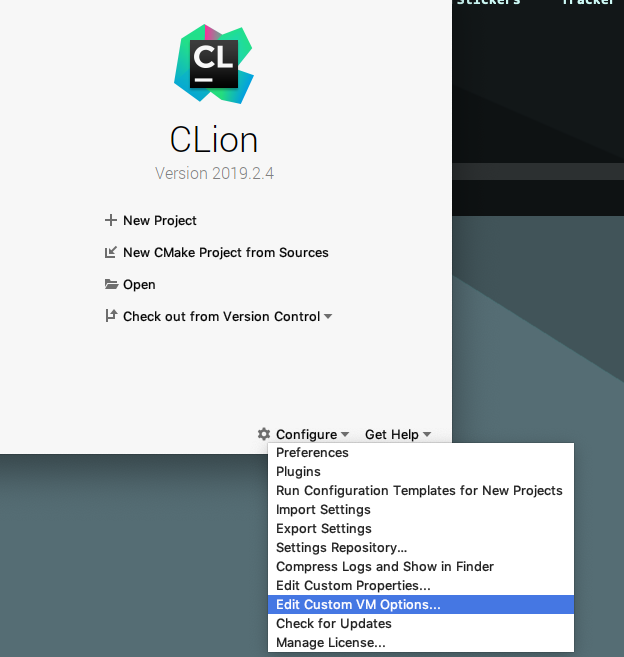 Stickers Tracker
CL
CLion
Version 2019.2.4
New Project
New CMake Project from Sources
Open
Check out from Version Control
Configure Get Help
Preferences
Plugins
Run Configuration Templates for New Projects
Import Settings
Export Settings
Settings Repository...
Compress Logs and Show in Finder
Edit Custom Properties...
Edit Custom VM Options...
Check for Updates
Manage License...